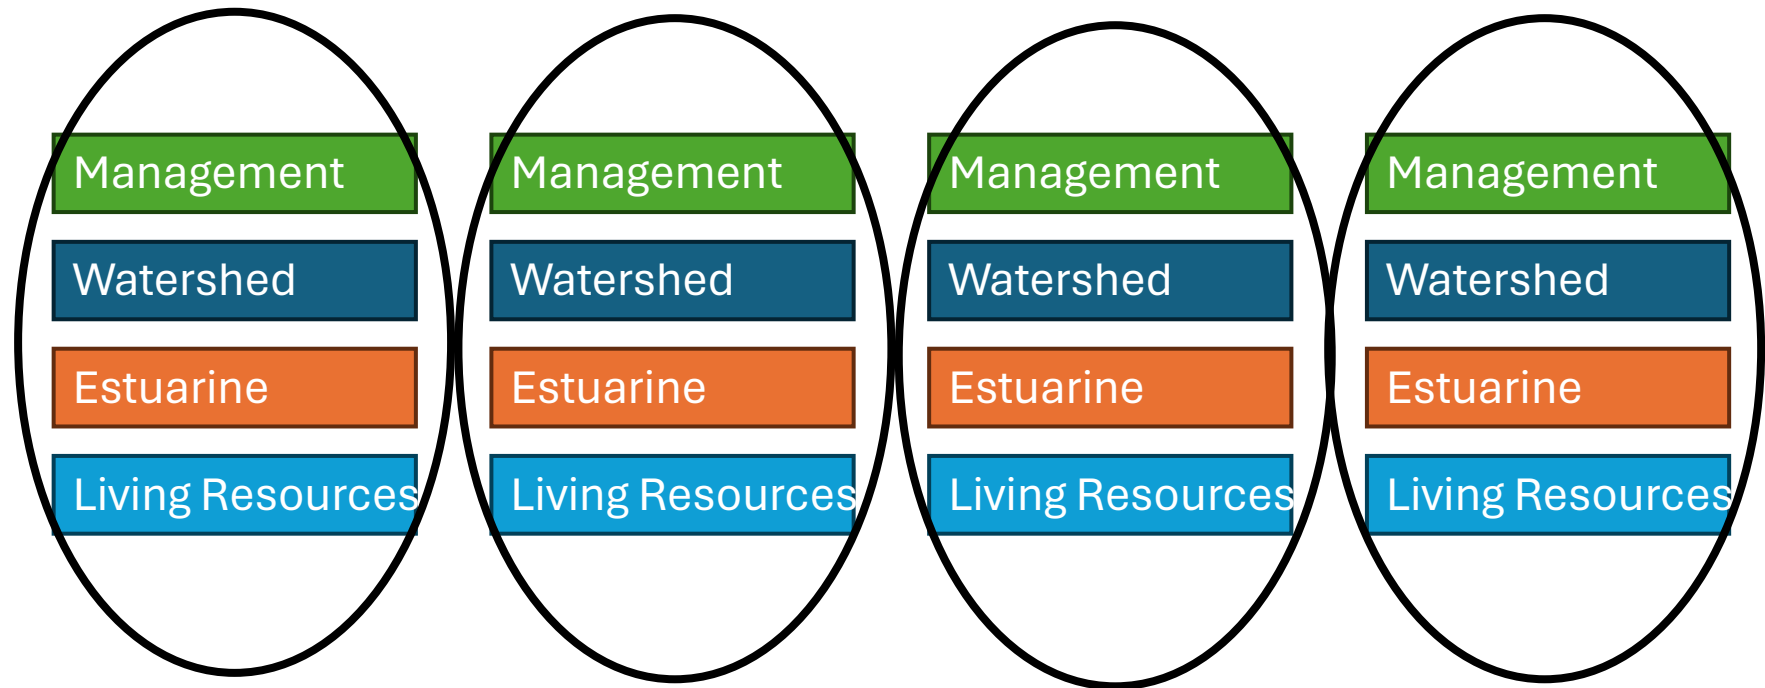 Management Management Management Management
Watershed Watershed Watershed Watershed
Estuarine Estuarine Estuarine Estuarine
Living Resources Living Resources Living Resources Living Resources